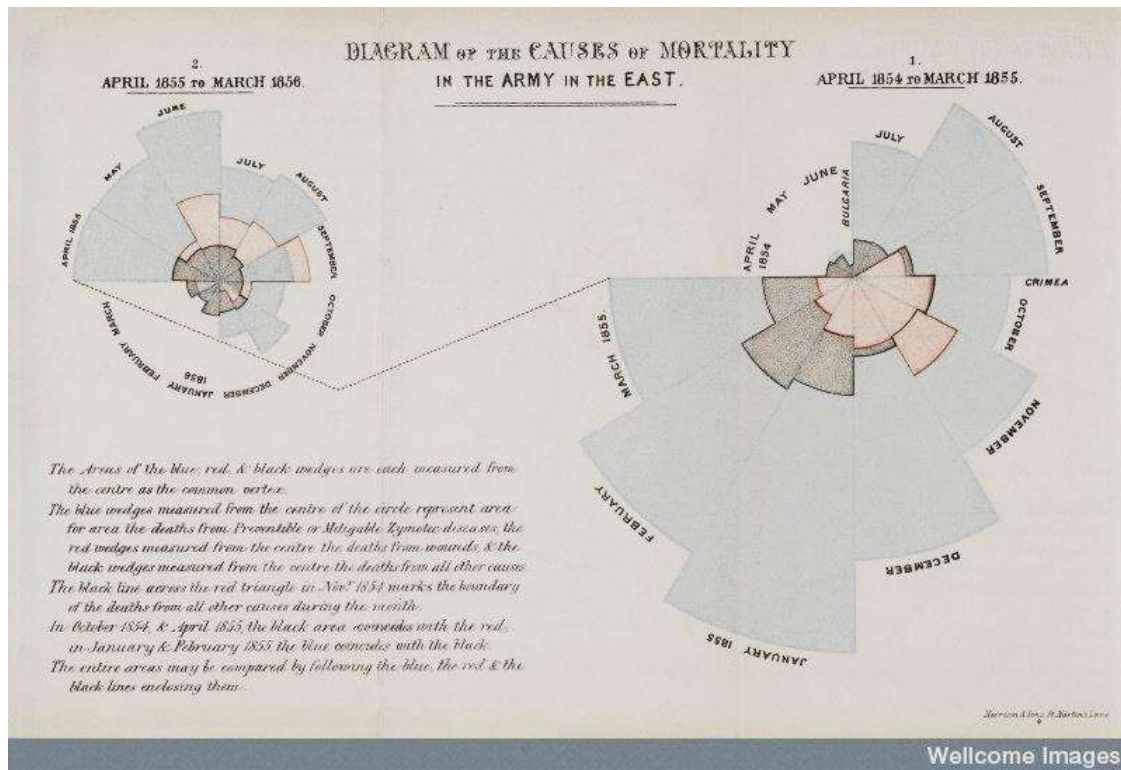 DIAGRAM OF THE CAUSES OF MORTALITY
IN THE ARMY IN THE EAST.
2.
APRIL 1855 TO MARCH 1856.
1.
APRIL 1854 TO MARCH 1855.
APRIL 1855
MAY
JUNE
JULY
AUGUST
SEPTEMBER
OCTOBER
NOVEMBER
DECEMBER
JANUARY
1856
FEBRUARY
MARCH
APRIL
1854
MAY
JUNE
BULGARIA
JULY
AUGUST
SEPTEMBER
CRIMEA
OCTOBER
NOVEMBER
DECEMBER
JANUARY 1855
FEBRUARY
MARCH 1855.
The Areas of the blue, red, & black wedges are each measured from
the centre as the common vertex.
The blue wedges measured from the centre of the circle represent area
for area the deaths from Preventible or Mitigable Zymotic diseases, the
red wedges measured from the centre the deaths from wounds, & the
black wedges measured from the centre the deaths from all other causes
The black line across the red triangle in Novr. 1854 marks the boundary
of the deaths from all other causes during the month.
In October 1854, & April 1855, the black area coincides with the red,
in January & February 1855 the blue coincides with the black.
The entire areas may be compared by following the blue, the red & the
black lines enclosing them.
Harrison & Sons, St. Martins Lane
Wellcome Images